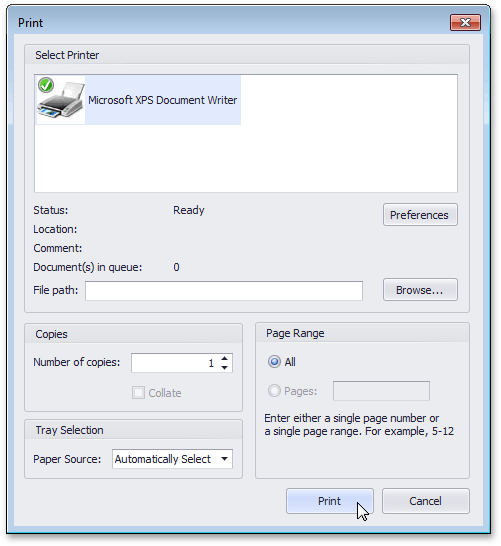 Print
Select Printer
Microsoft XPS Document Writer
Status: Ready
Location:
Comment:
Document(s) in queue: 0
Preferences
File path:
Browse...
Copies
Number of copies: 1
Collate
Page Range
All
Pages:
Enter either a single page number or
a single page range. For example, 5-12
Tray Selection
Paper Source: Automatically Select
Print
Cancel